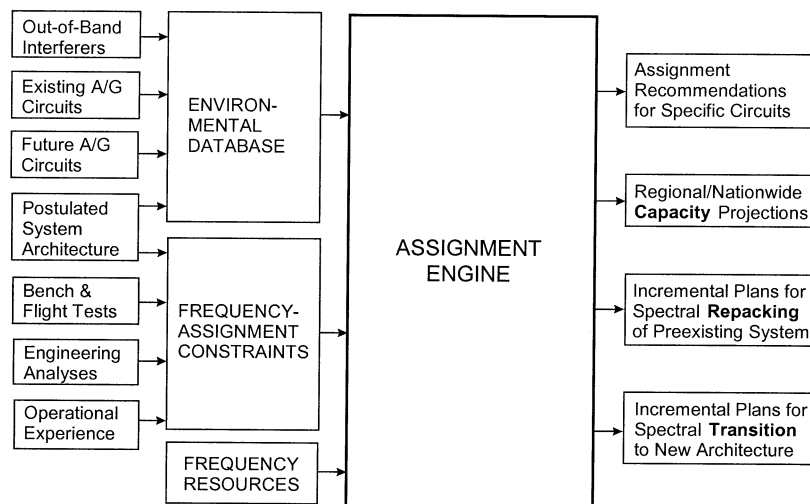 Out-of-Band
Interferers
Existing A/G
Circuits
Future A/G
Circuits
Postulated
System
Architecture
Bench &
Flight Tests
Engineering
Analyses
Operational
Experience
ENVIRON-
MENTAL
DATABASE
FREQUENCY-
ASSIGNMENT
CONSTRAINTS
FREQUENCY
RESOURCES
ASSIGNMENT
ENGINE
Assignment
Recommendations
for Specific Circuits
Regional/Nationwide
Capacity Projections
Incremental Plans for
Spectral Repacking
of Preexisting System
Incremental Plans for
Spectral Transition
to New Architecture